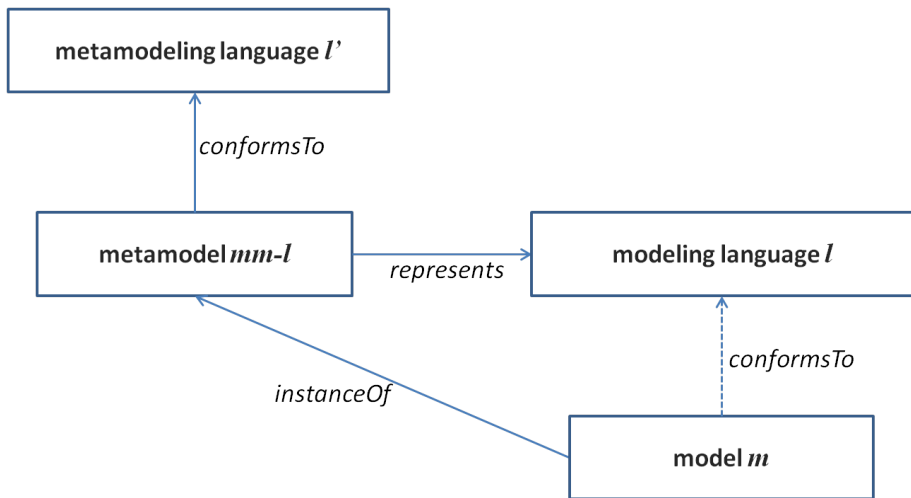 metamodeling language l’
conformsTo
metamodel mm-l
represents
modeling language l
instanceOf
conformsTo
model m